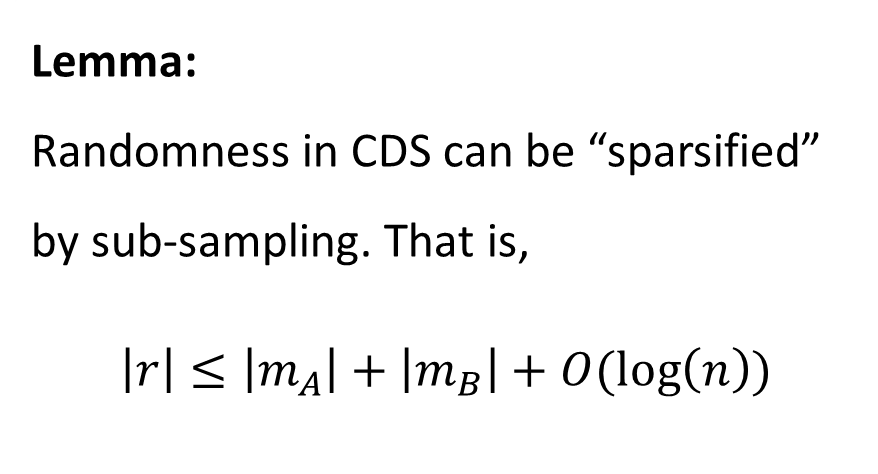 Lemma:
Randomness in CDS can be “sparsified”
by sub-sampling. That is,
|𝑟| ≤ |𝑚_𝐴| + |𝑚_𝐵| + 𝑂(log(𝑛))